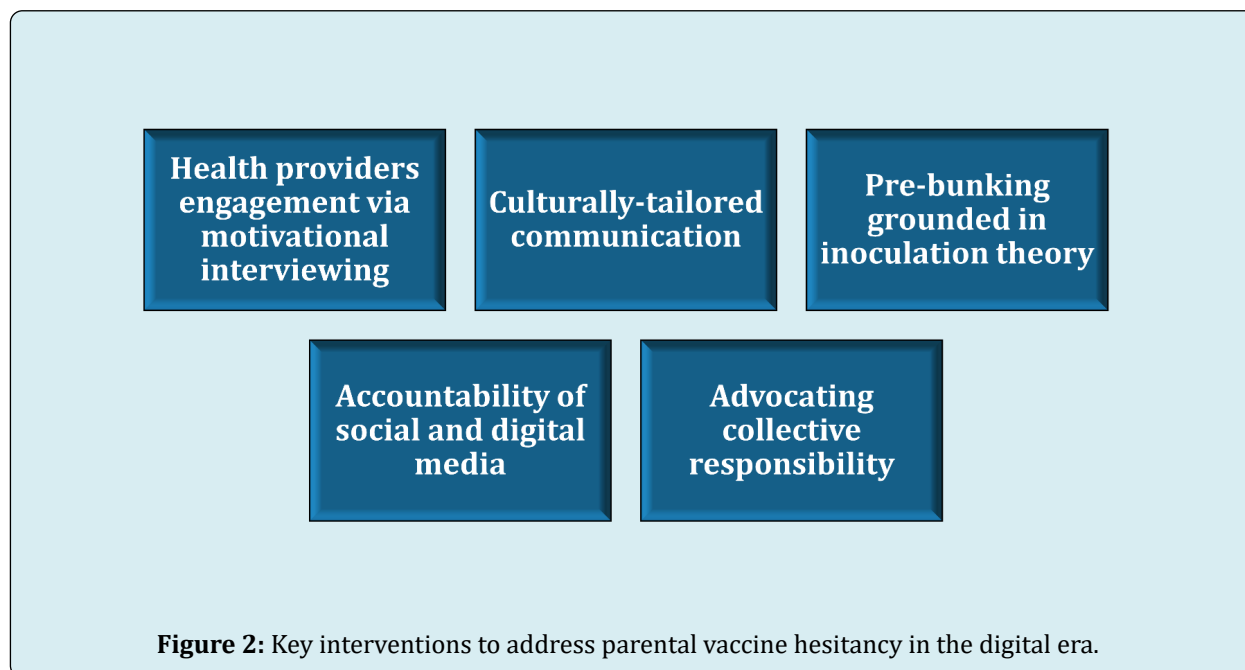 Health providers
engagement via
motivational
interviewing
Culturally-tailored
communication
Pre-bunking
grounded in
inoculation theory
Accountability of
social and digital
media
Advocating
collective
responsibility
Figure 2: Key interventions to address parental vaccine hesitancy in the digital era.